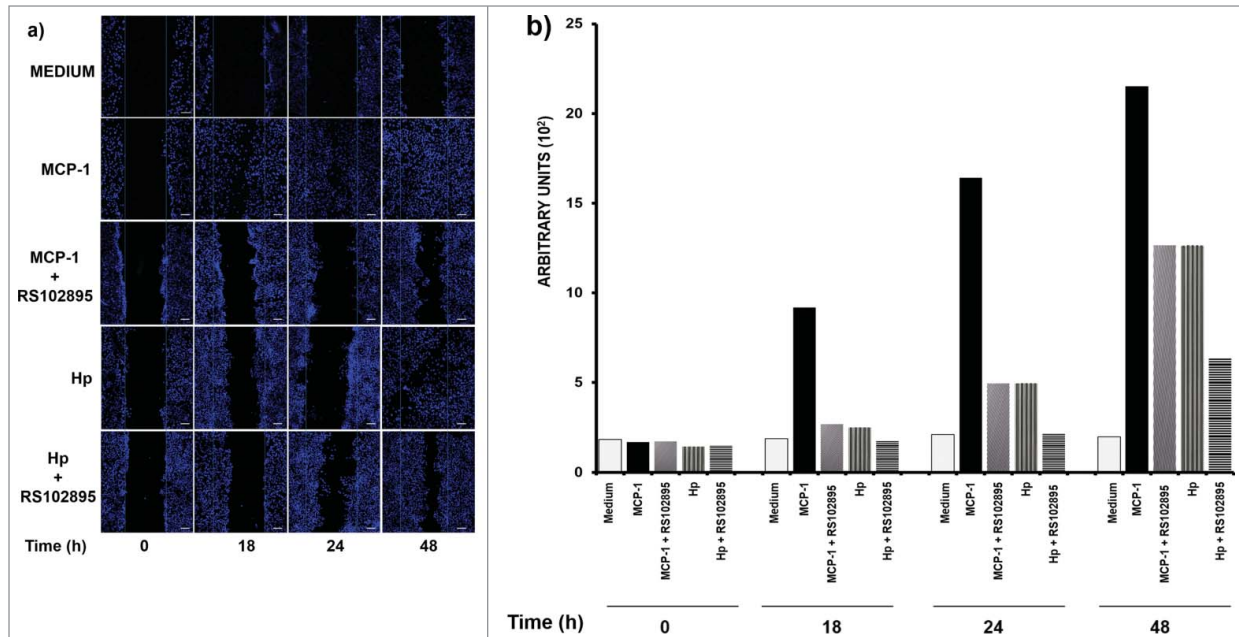 a)
MEDIUM
MCP-1
MCP-1
+
RS102895
Hp
Hp
+
RS102895
Time (h) 0 18 24 48
b)
ARBITRARY UNITS (10²)
25
20
15
10
5
0
Medium
MCP-1
MCP-1 + RS102895
Hp
Hp + RS102895
Medium
MCP-1
MCP-1 + RS102895
Hp
Hp + RS102895
Medium
MCP-1
MCP-1 + RS102895
Hp
Hp + RS102895
Medium
MCP-1
MCP-1 + RS102895
Hp
Hp + RS102895
Time (h) 0 18 24 48